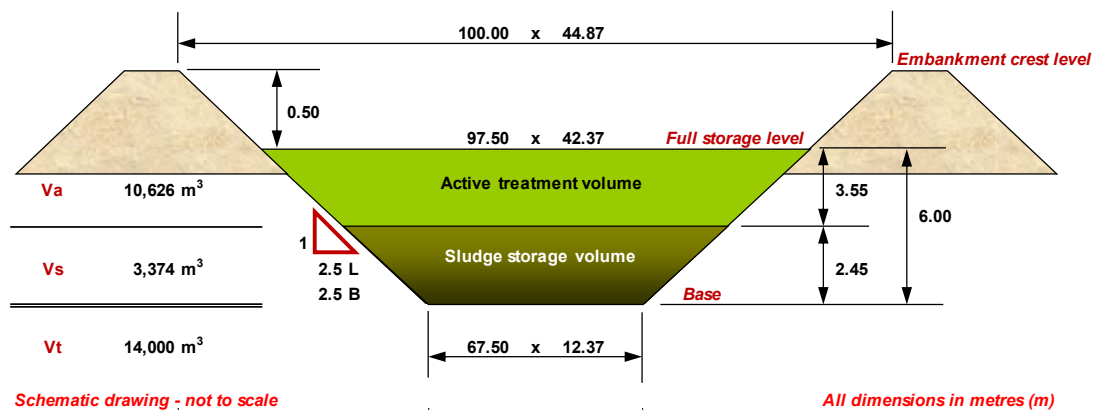 100.00 x 44.87
Embankment crest level
0.50
97.50 x 42.37
Full storage level
Va 10,626 m³
Active treatment volume
3.55
6.00
1
2.5 L
2.5 B
Vs 3,374 m³
Sludge storage volume
2.45
Base
Vt 14,000 m³
67.50 x 12.37
Schematic drawing - not to scale
All dimensions in metres (m)